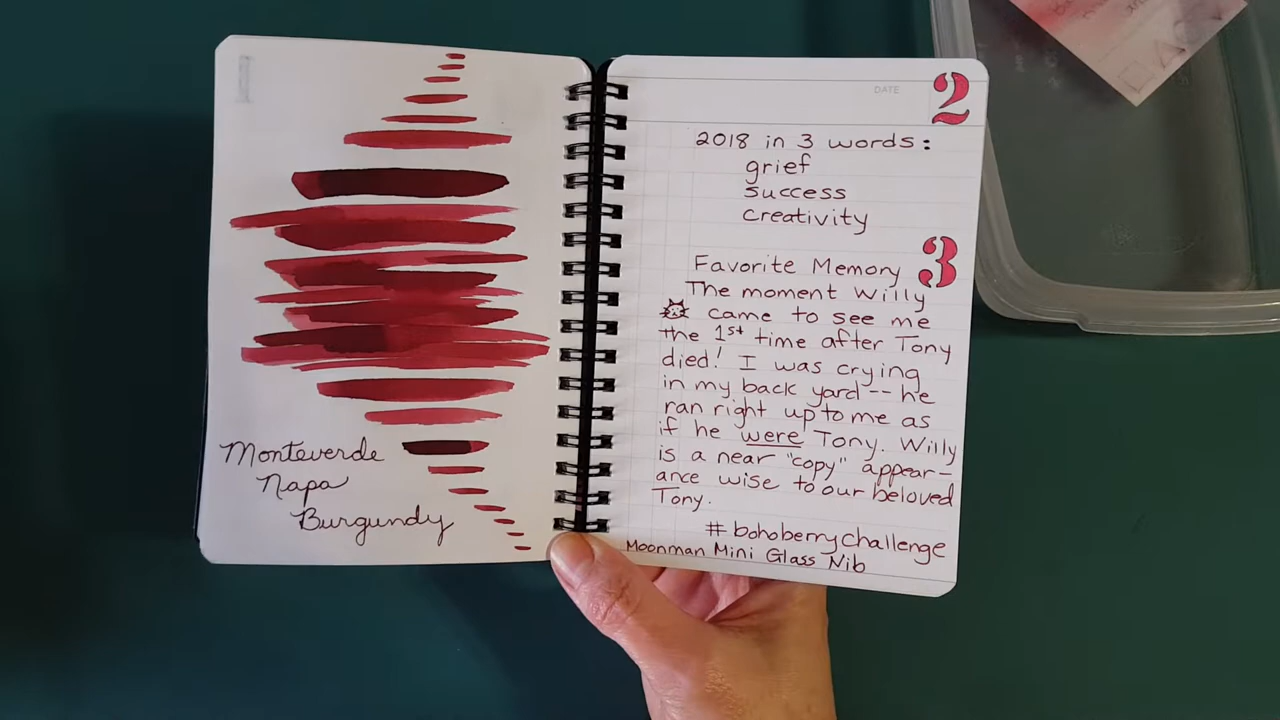 Monteverde
Napa
Burgundy
DATE
2
2018 in 3 words:
grief
success
creativity
3
Favorite Memory
The moment Willy
came to see me
the 1st time after Tony
died! I was crying
in my back yard -- he
ran right up to me as
if he were Tony. Willy
is a near "copy" appear-
ance wise to our beloved
Tony.
#bohoberrychallenge
Moonman Mini Glass Nib